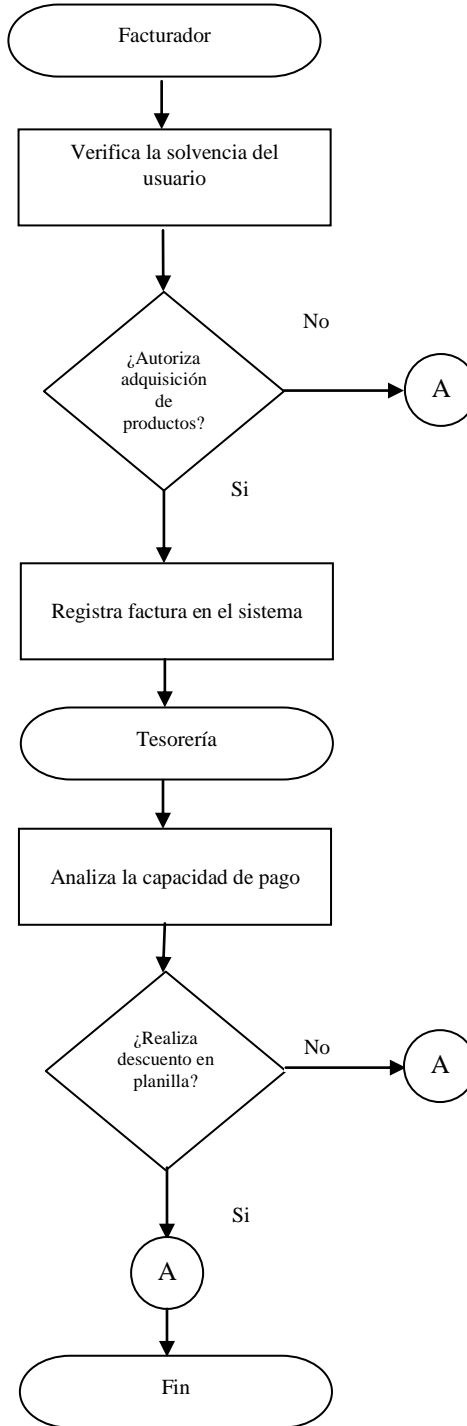 Facturador
Verifica la solvencia del
usuario
No
¿Autoriza
adquisición
de
productos?
A
Si
Registra factura en el sistema
Tesorería
Analiza la capacidad de pago
¿Realiza
descuento en
planilla?
No
A
Si
A
Fin